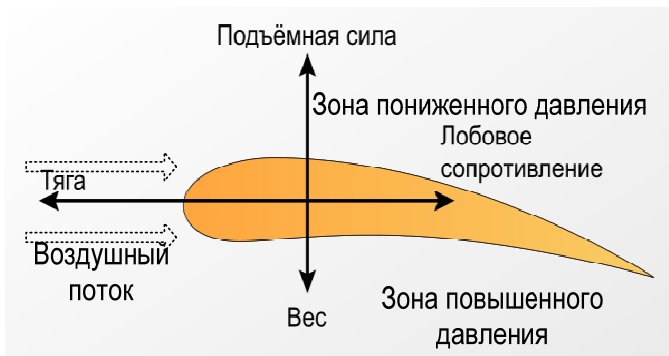 Подъёмная сила
Зона пониженного давления
Лобовое
сопротивление
Тяга
Воздушный
поток
Вес
Зона повышенного
давления